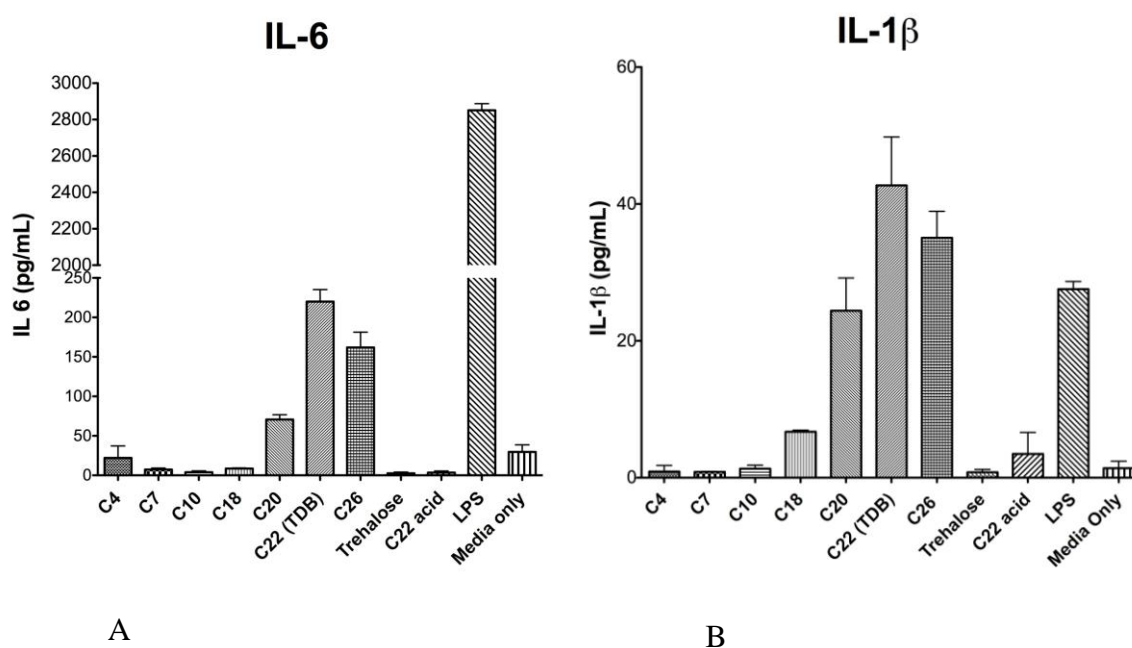 IL-6
IL 6 (pg/mL)
3000
2800
2600
2400
2200
2000
250
200
150
100
50
0
C4
C7
C10
C18
C20
C22 (TDB)
C26
Trehalose
C22 acid
LPS
Media only
A
IL-1β
IL-1β (pg/mL)
60
40
20
0
C4
C7
C10
C18
C20
C22 (TDB)
C26
Trehalose
C22 acid
LPS
Media Only
B